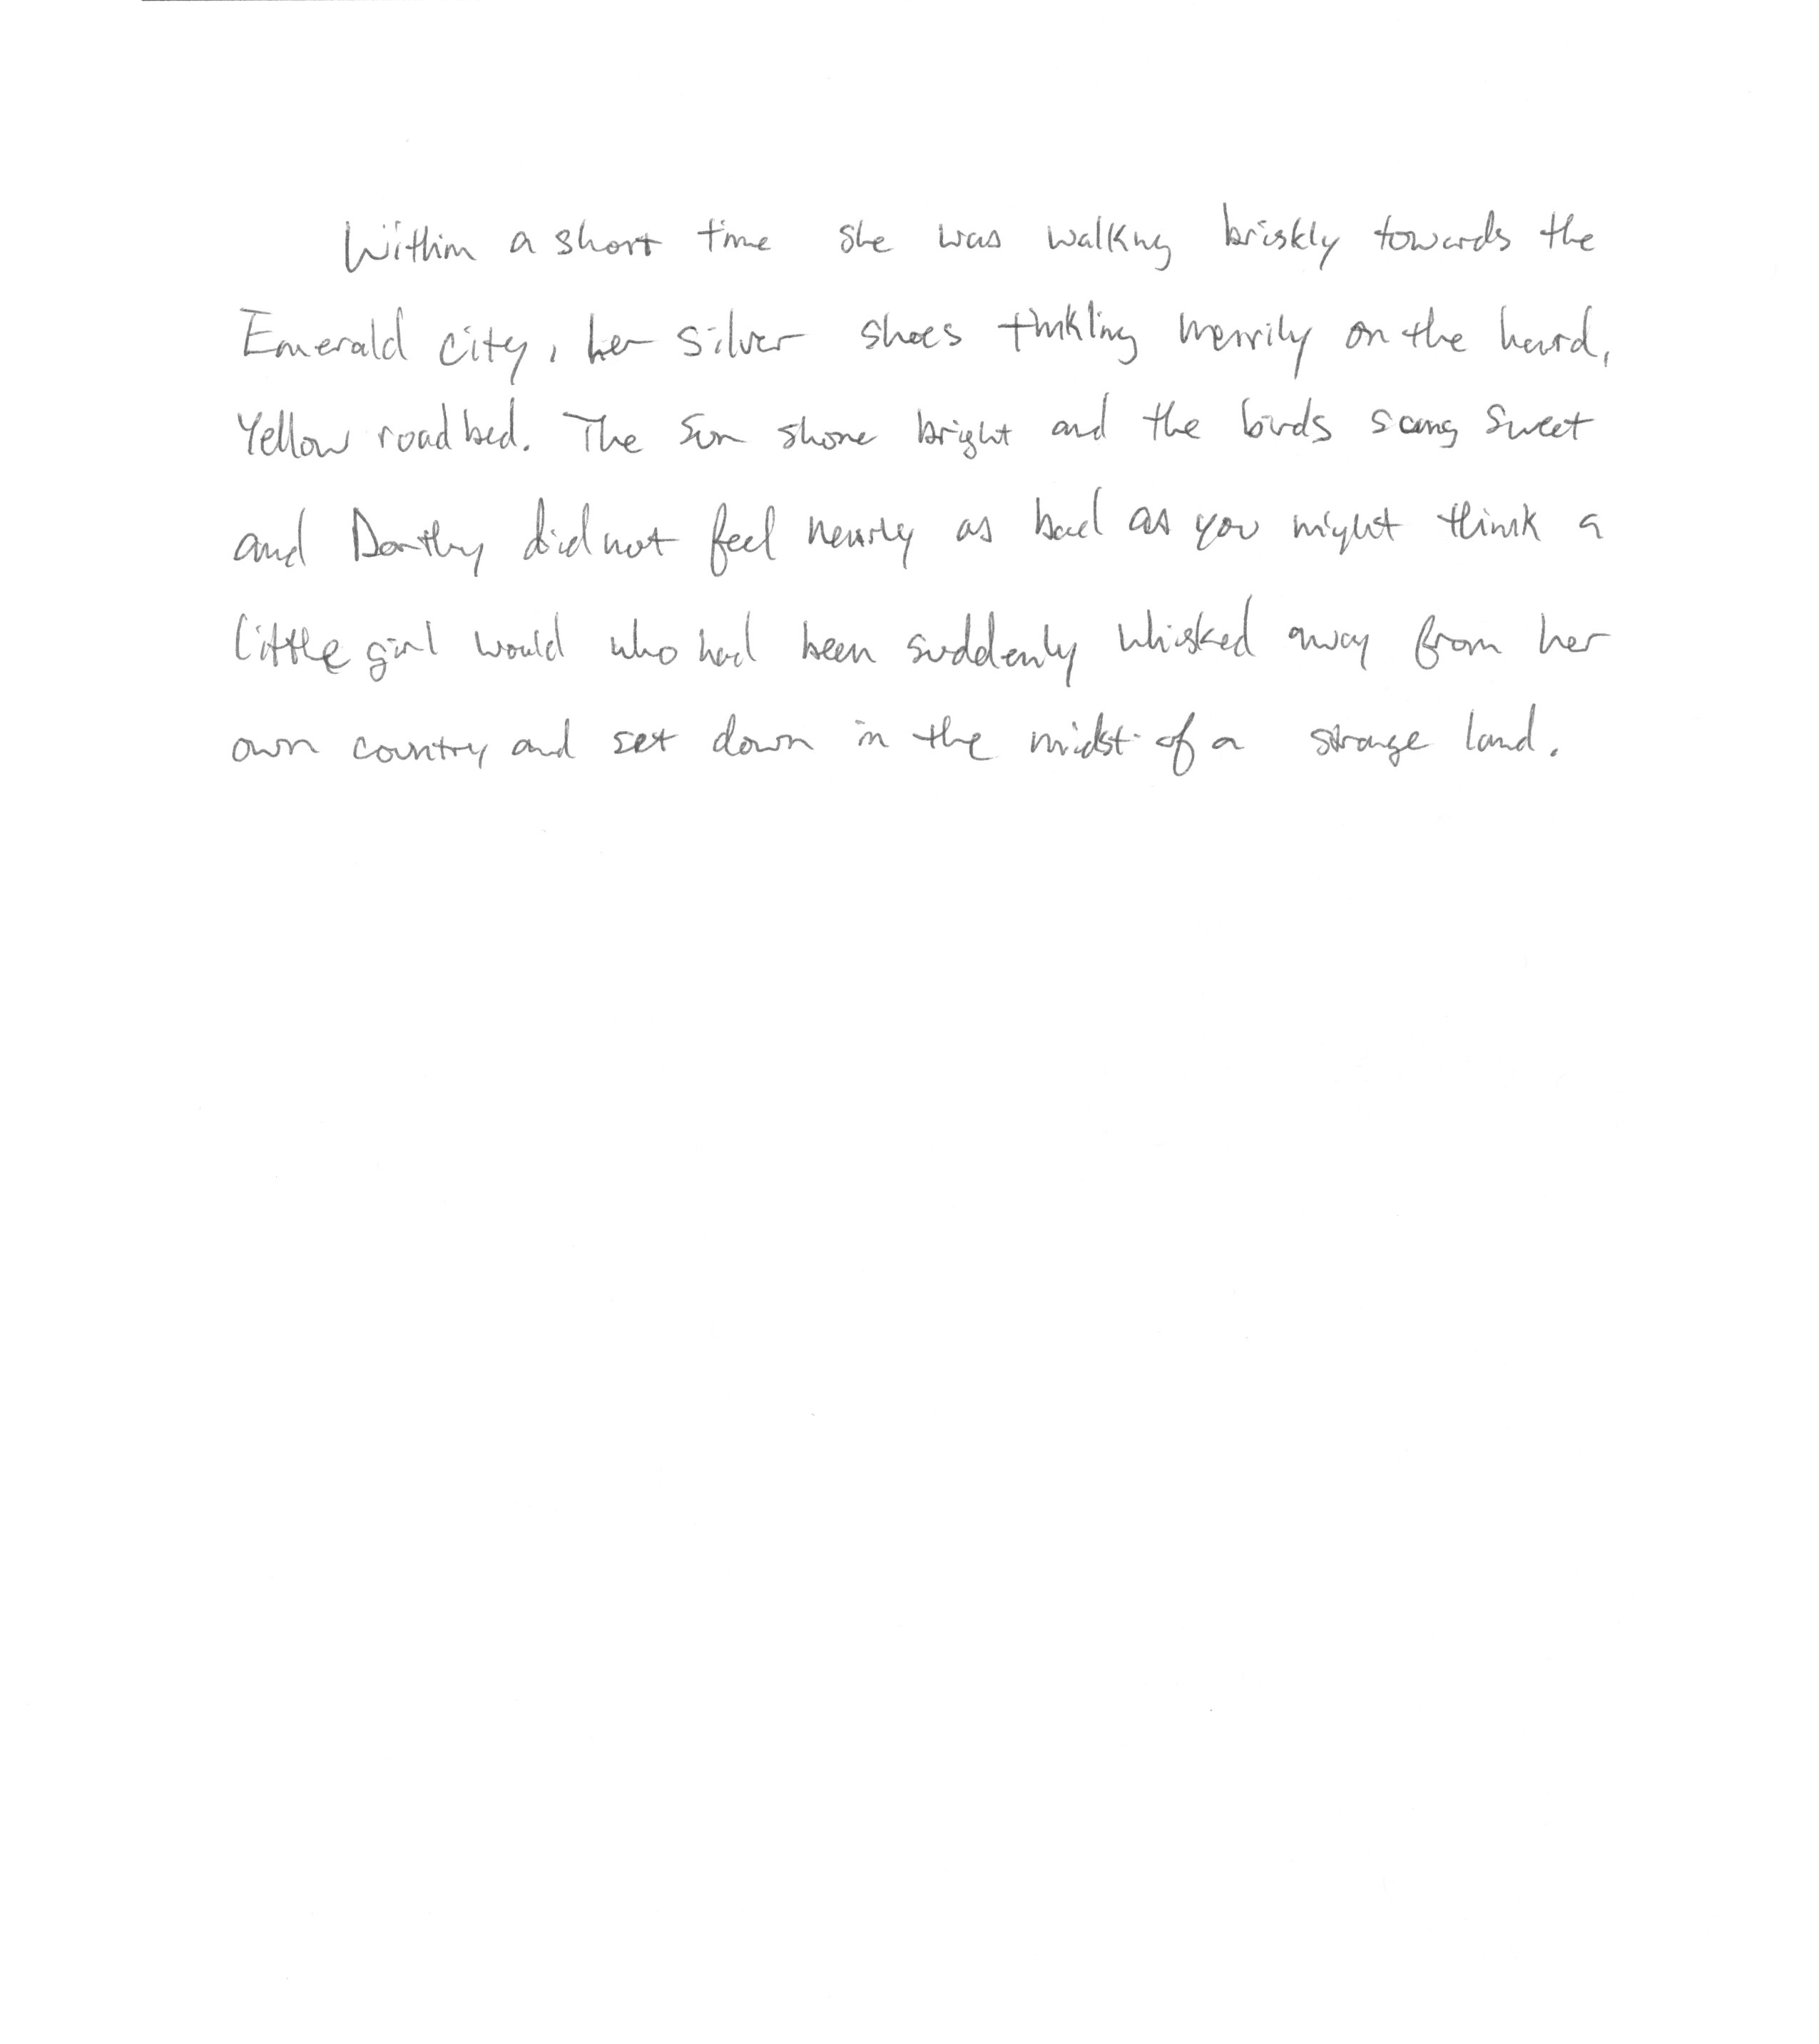 Within a short time she was walking briskly towards the
Emerald city, her silver shoes tinkling merrily on the hard,
Yellow roadbed. The sun shone bright and the birds sang sweet
and Dorothy did not feel nearly as bad as you might think a
little girl would who had been suddenly whisked away from her
own country and set down in the midst of a strange land.